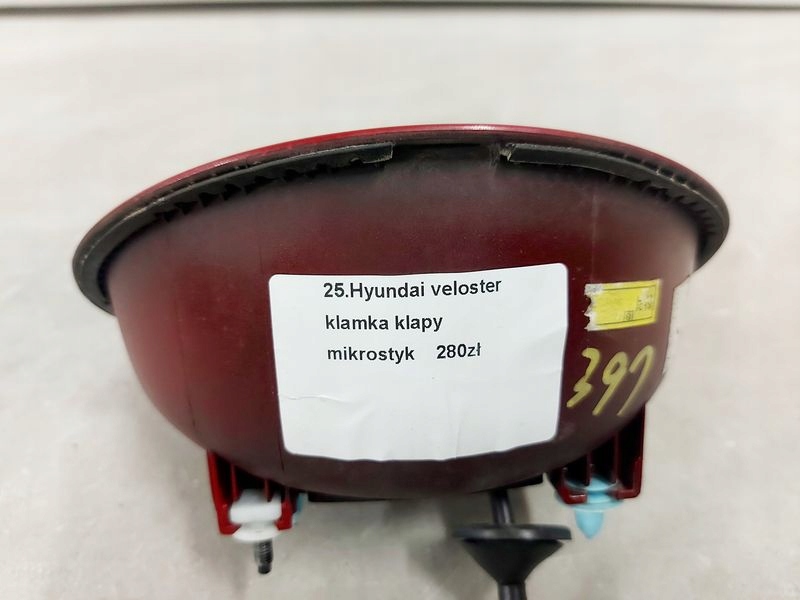 25.Hyundai veloster
klamka klapy
mikrostyk 280zł
397